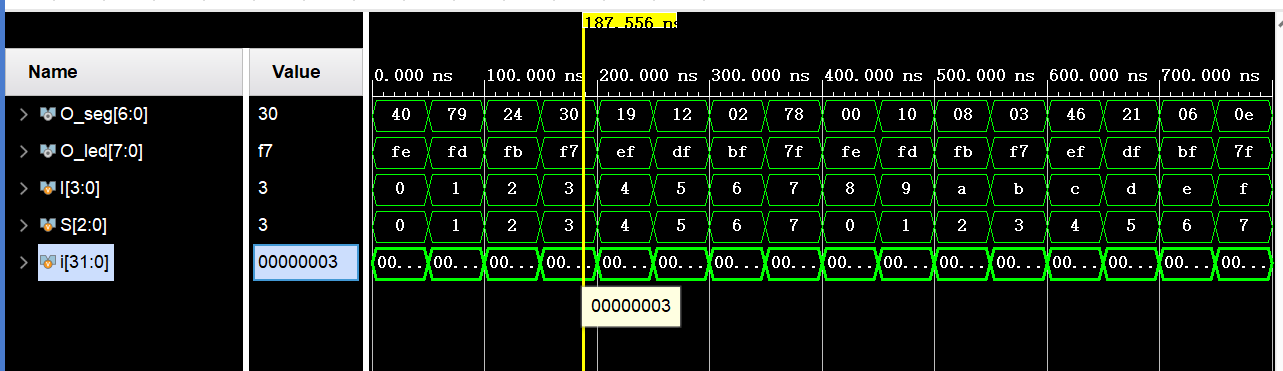 187.556 ns
Name Value 0.000 ns 100.000 ns 200.000 ns 300.000 ns 400.000 ns 500.000 ns 600.000 ns 700.000 ns
O_seg[6:0] 30 40 79 24 30 19 12 02 78 00 10 08 03 46 21 06 0e
O_led[7:0] f7 fe fd fb f7 ef df bf 7f fe fd fb f7 ef df bf 7f
I[3:0] 3 0 1 2 3 4 5 6 7 8 9 a b c d e f
S[2:0] 3 0 1 2 3 4 5 6 7 0 1 2 3 4 5 6 7
i[31:0] 00000003 00... 00... 00... 00... 00... 00... 00... 00... 00... 00... 00... 00... 00... 00... 00... 00...
00000003